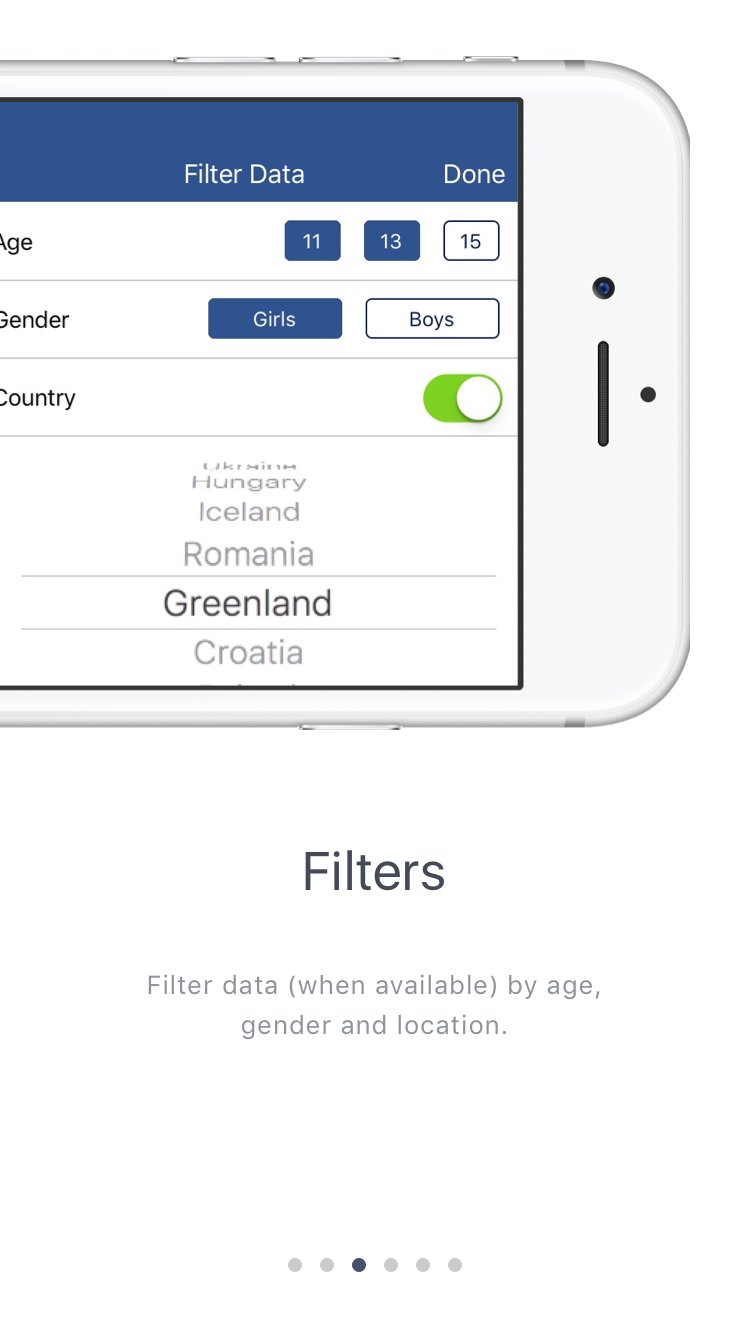 Filter Data Done
Age 11 13 15
Gender Girls Boys
Country
Ukraine
Hungary
Iceland
Romania
Greenland
Croatia
Filters
Filter data (when available) by age,
gender and location.